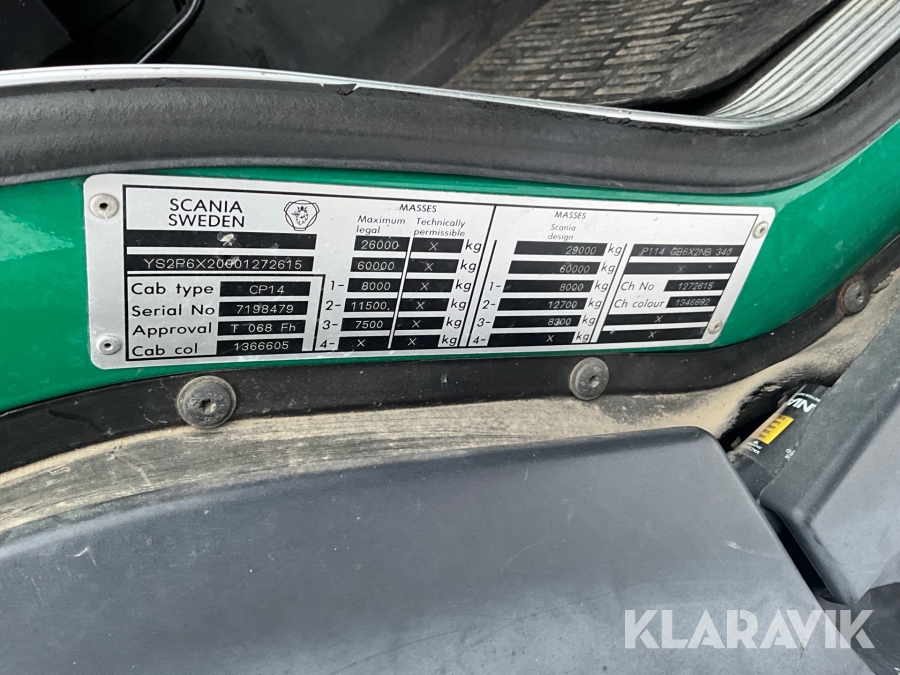 SCANIA
SWEDEN
X
YS2P6X20001272615
Cab type CP14
Serial No 7198479
Approval T 068 Fh
Cab col 1366605
MASSES
Maximum legal
Technically permissible
26000 X kg
60000 X
1- 8000 X kg
2- 11500 X kg
3- 7500 X kg
4- X X kg
MASSES
Scania design
29000 kg
60000 kg
1- 8000 kg
2- 12700 kg
3- 8300 kg
4- X kg
P114 GB6X2NB 340
X
Ch No 1272615
Ch colour 1346692
X
X
KLARAVIK